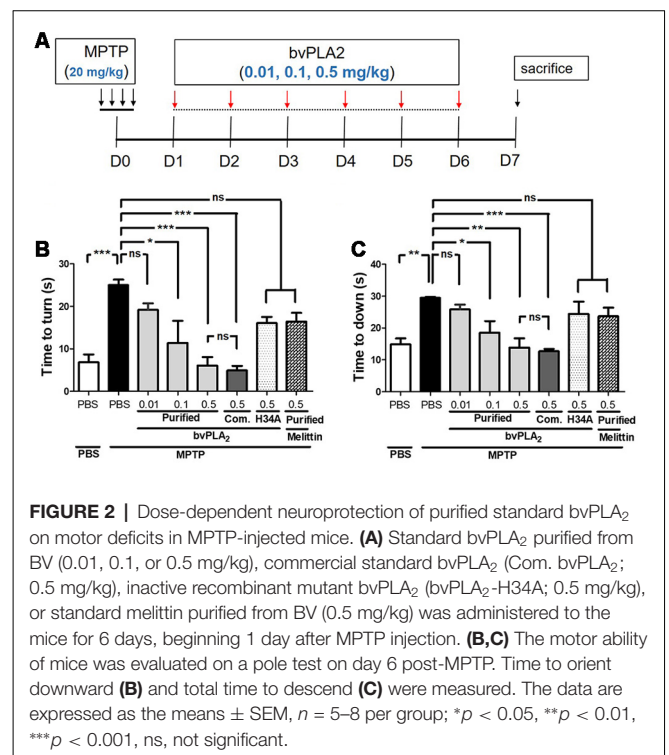 A
MPTP
(20 mg/kg)
bvPLA2
(0.01, 0.1, 0.5 mg/kg)
sacrifice
D0 D1 D2 D3 D4 D5 D6 D7
B
ns
***
***
*
*** ns
ns
Time to turn (s)
30
20
10
0
PBS PBS 0.01 0.1 0.5 0.5 0.5 0.5
Purified Com. H34A Purified
bvPLA₂ Melittin
PBS MPTP
C
ns
***
**
*
** ns
ns
Time to down (s)
40
30
20
10
0
PBS PBS 0.01 0.1 0.5 0.5 0.5 0.5
Purified Com. H34A Purified
bvPLA₂ Melittin
PBS MPTP
FIGURE 2 | Dose-dependent neuroprotection of purified standard bvPLA₂
on motor deficits in MPTP-injected mice. (A) Standard bvPLA₂ purified from
BV (0.01, 0.1, or 0.5 mg/kg), commercial standard bvPLA₂ (Com. bvPLA₂;
0.5 mg/kg), inactive recombinant mutant bvPLA₂ (bvPLA₂-H34A; 0.5 mg/kg),
or standard melittin purified from BV (0.5 mg/kg) was administered to the
mice for 6 days, beginning 1 day after MPTP injection. (B,C) The motor ability
of mice was evaluated on a pole test on day 6 post-MPTP. Time to orient
downward (B) and total time to descend (C) were measured. The data are
expressed as the means ± SEM, n = 5–8 per group; *p < 0.05, **p < 0.01,
***p < 0.001, ns, not significant.